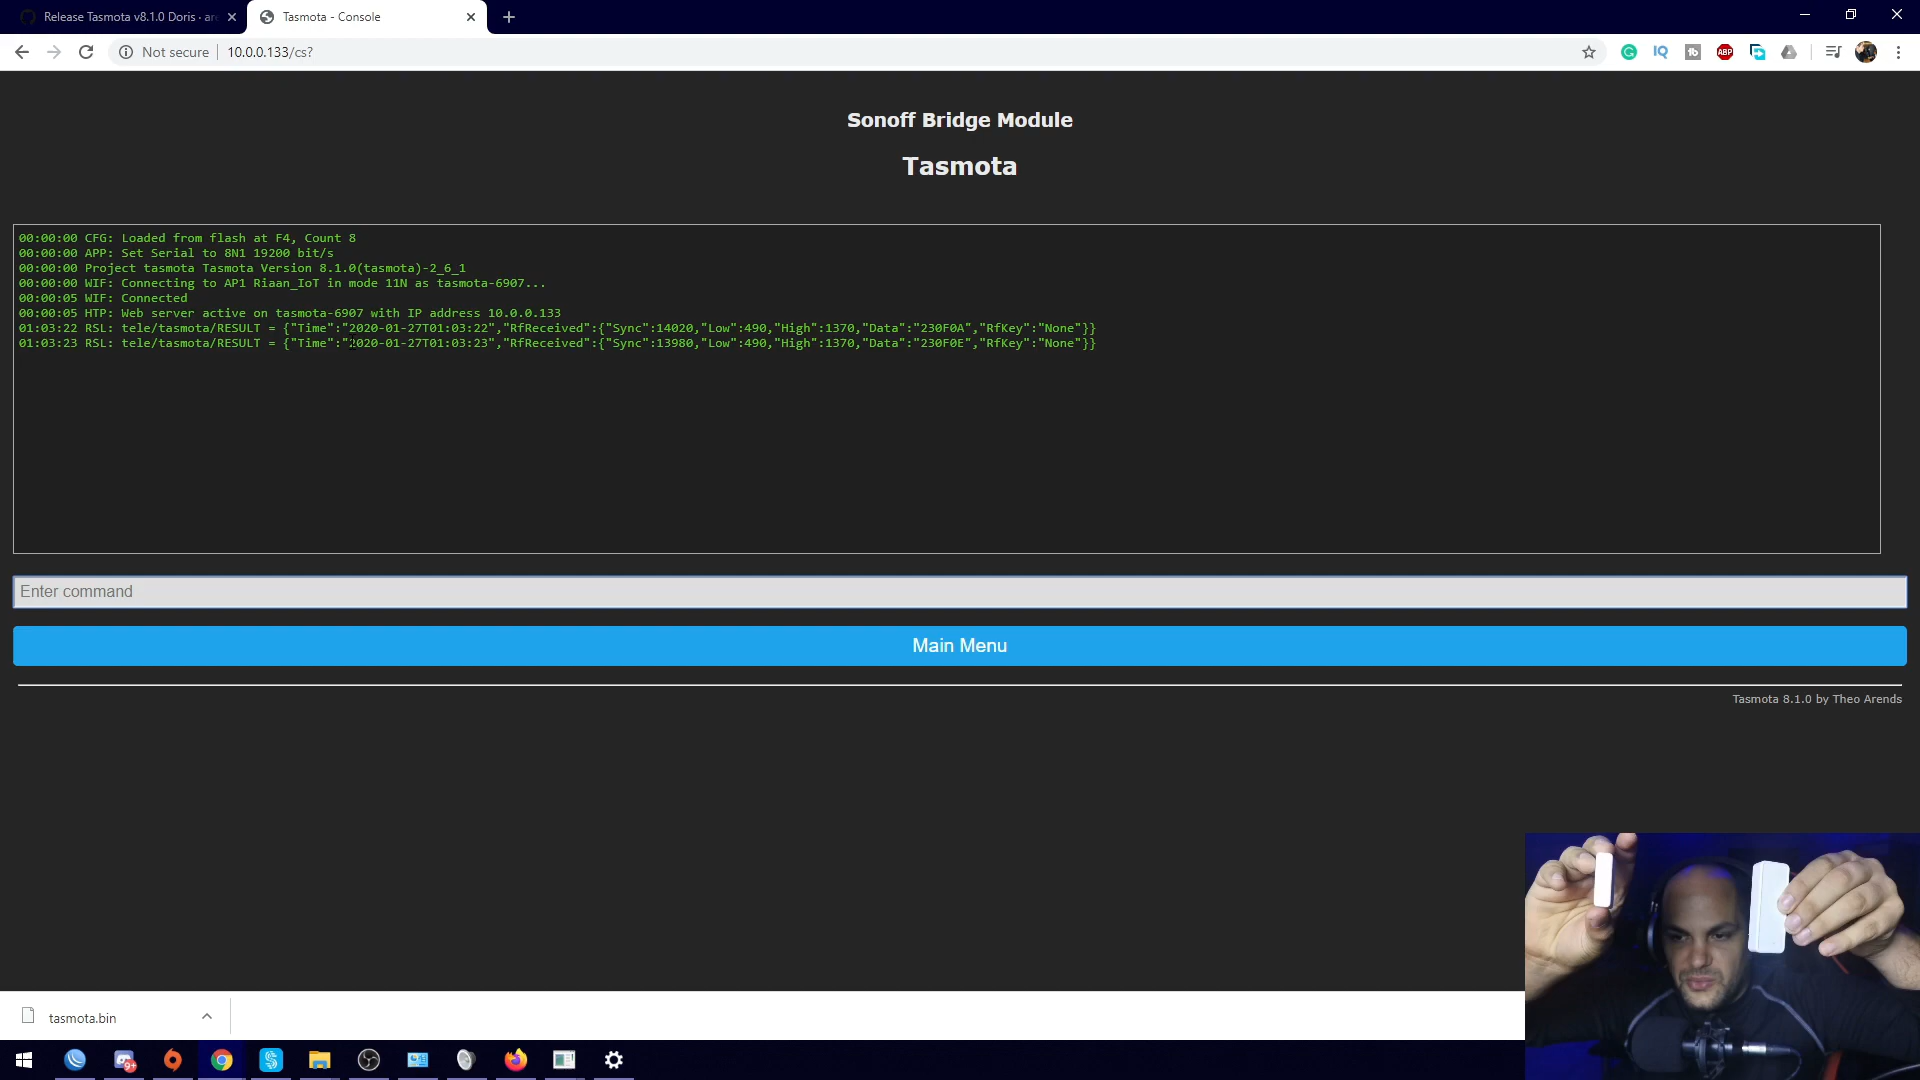 Release Tasmota v8.1.0 Doris · are
Tasmota - Console
Not secure
10.0.0.133/cs?
IQ
tb
ABP
Sonoff Bridge Module
Tasmota
00:00:00 CFG: Loaded from flash at F4, Count 8
00:00:00 APP: Set Serial to 8N1 19200 bit/s
00:00:00 Project tasmota Tasmota Version 8.1.0(tasmota)-2_6_1
00:00:00 WIF: Connecting to AP1 Riaan_IoT in mode 11N as tasmota-6907...
00:00:05 WIF: Connected
00:00:05 HTP: Web server active on tasmota-6907 with IP address 10.0.0.133
01:03:22 RSL: tele/tasmota/RESULT = {"Time":"2020-01-27T01:03:22","RfReceived":{"Sync":14020,"Low":490,"High":1370,"Data":"230F0A","RfKey":"None"}}
01:03:23 RSL: tele/tasmota/RESULT = {"Time":"2020-01-27T01:03:23","RfReceived":{"Sync":13980,"Low":490,"High":1370,"Data":"230F0E","RfKey":"None"}}
Enter command
Main Menu
Tasmota 8.1.0 by Theo Arends
tasmota.bin
9+